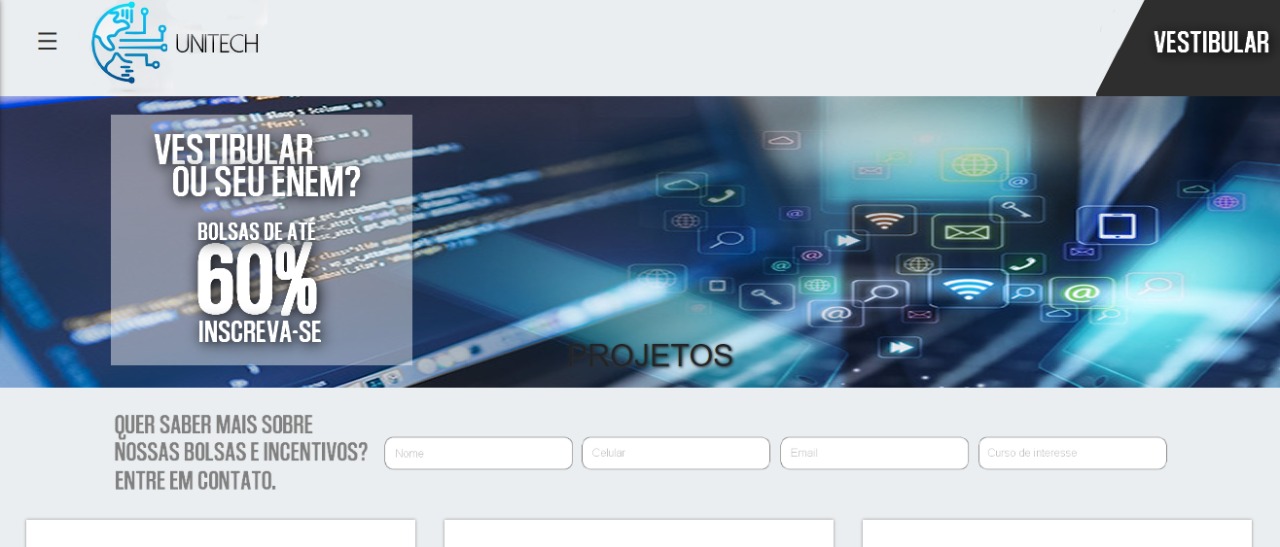 UNITECH
VESTIBULAR
VESTIBULAR
OU SEU ENEM?
BOLSAS DE ATÉ
60%
INSCREVA-SE
PROJETOS
QUER SABER MAIS SOBRE
NOSSAS BOLSAS E INCENTIVOS?
ENTRE EM CONTATO.
Nome
Celular
Email
Curso de interesse